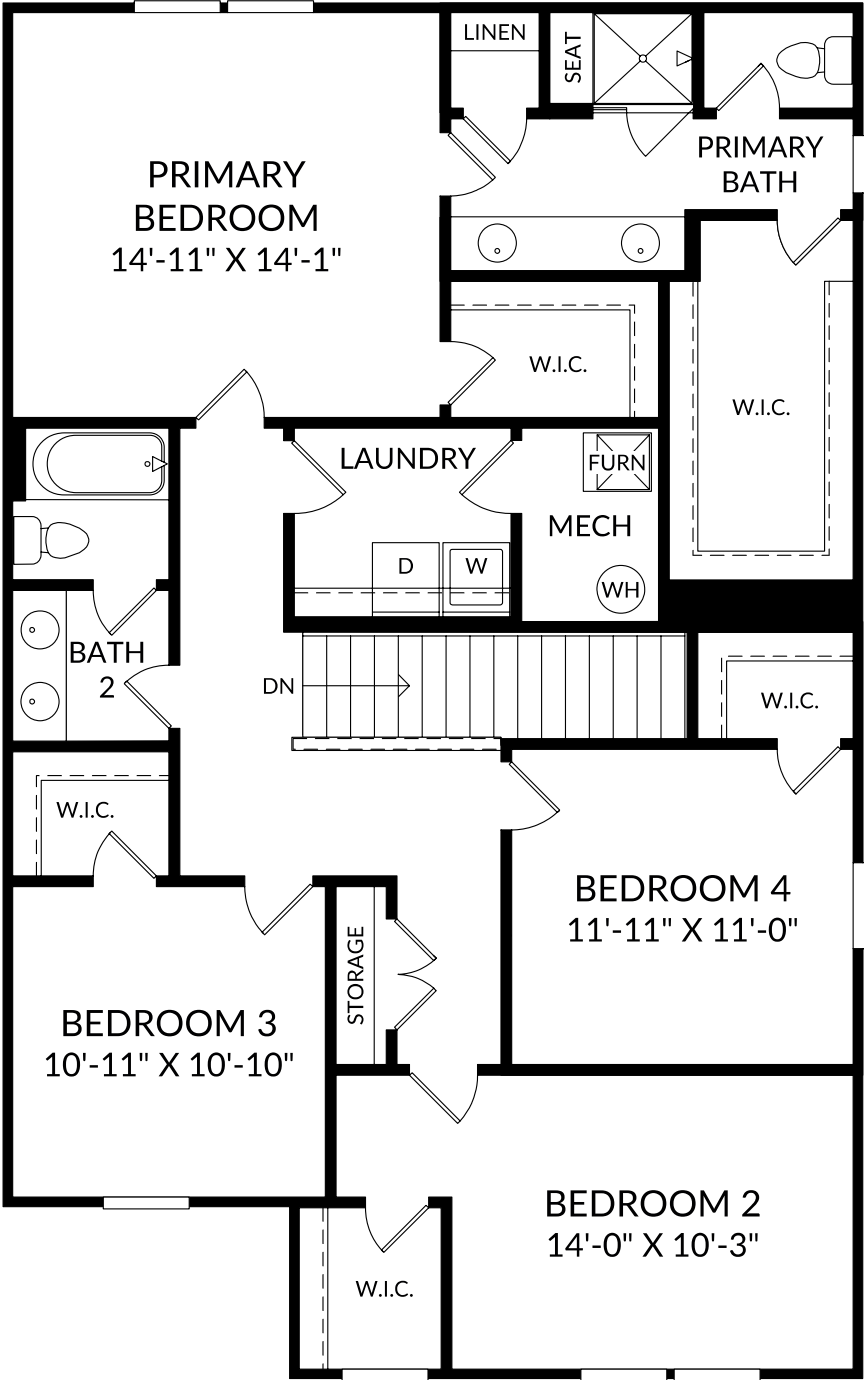 LINEN
SEAT
PRIMARY
BATH
PRIMARY
BEDROOM
14'-11" X 14'-1"
W.I.C.
W.I.C.
LAUNDRY
FURN
MECH
D
W
WH
BATH
2
DN
W.I.C.
W.I.C.
BEDROOM 4
11'-11" X 11'-0"
STORAGE
BEDROOM 3
10'-11" X 10'-10"
BEDROOM 2
14'-0" X 10'-3"
W.I.C.